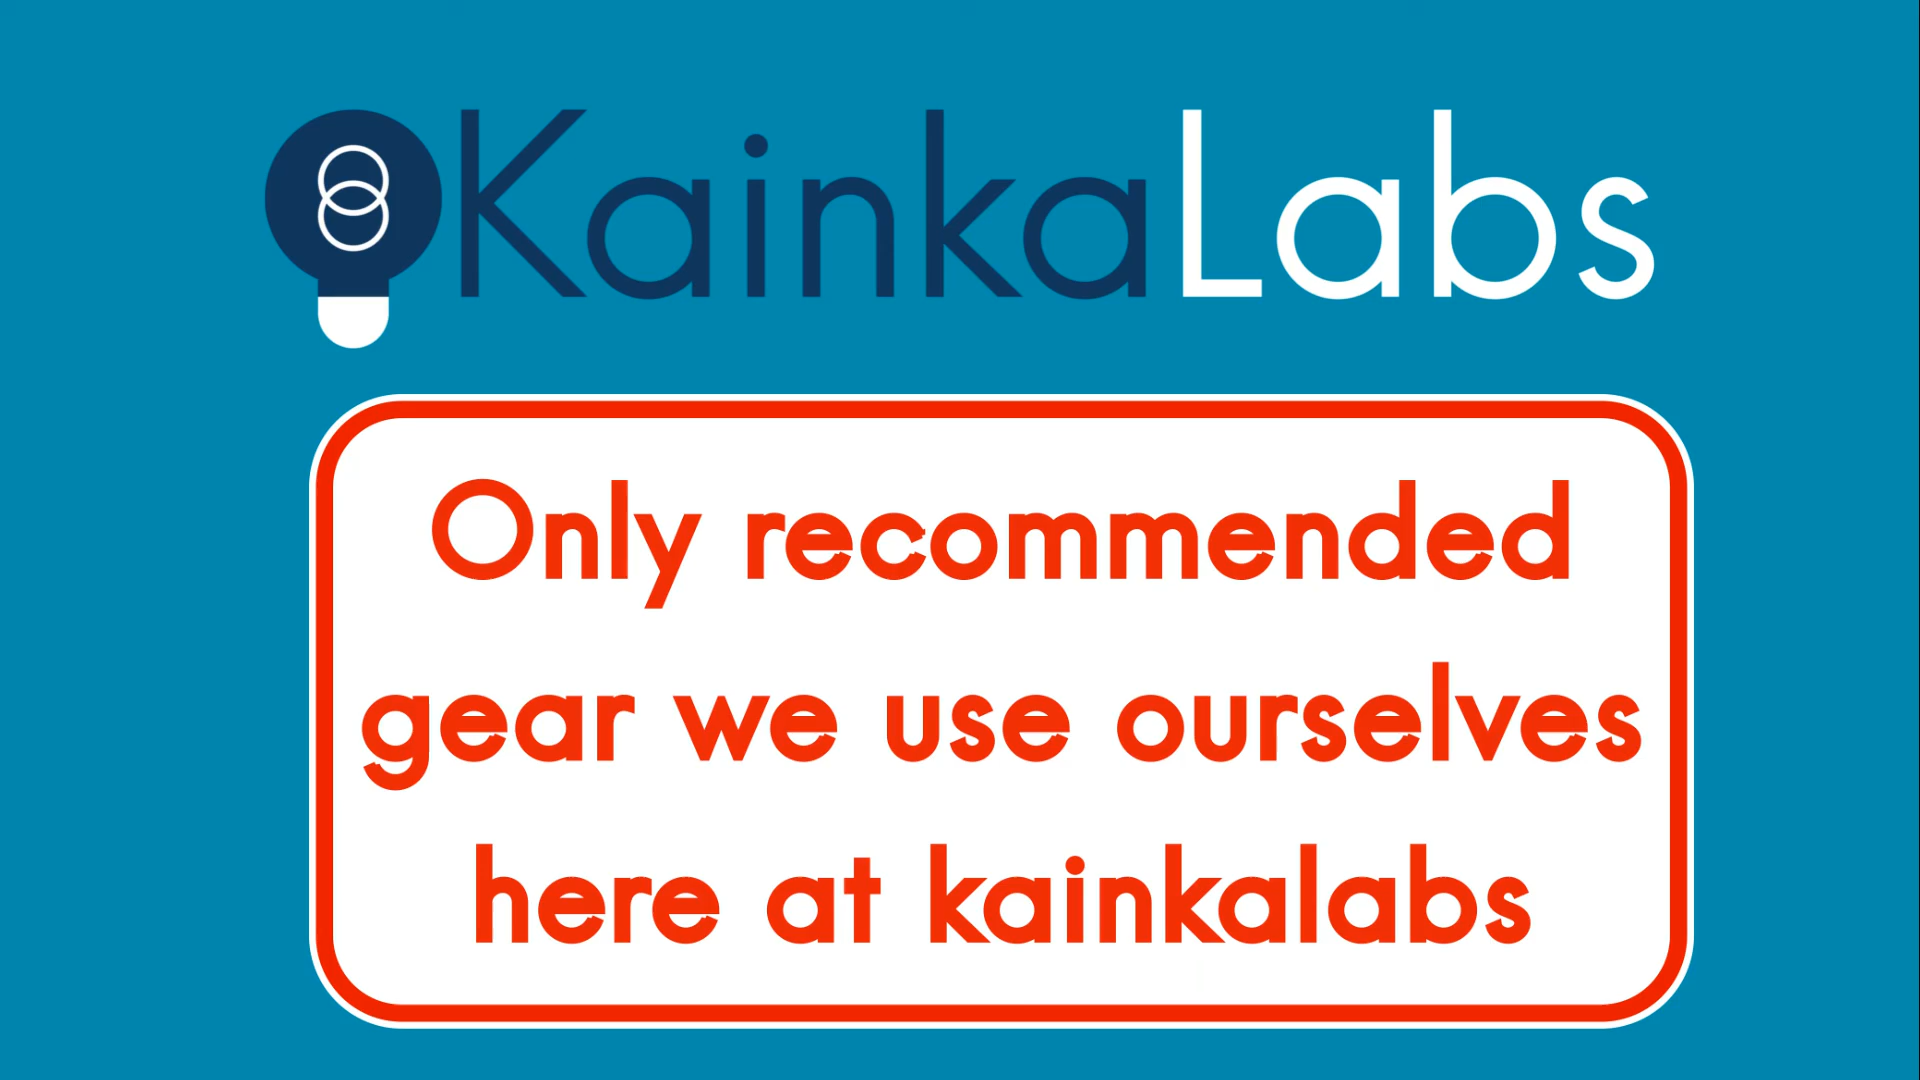 KainkaLabs
Only recommended
gear we use ourselves
here at kainkalabs